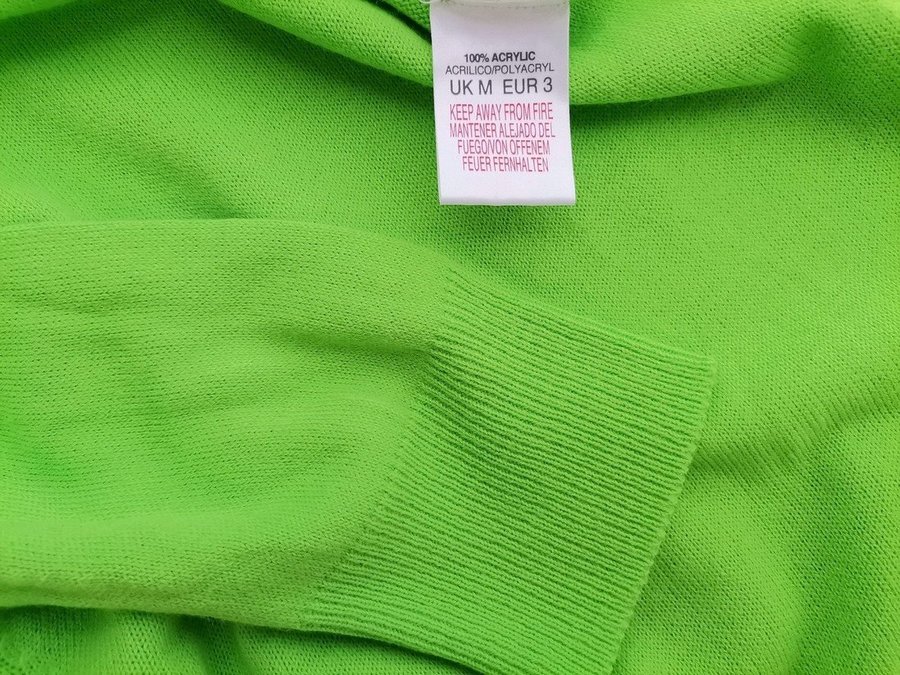 100% ACRYLIC
ACRILICO/POLYACRYL
UK M EUR 3
KEEP AWAY FROM FIRE
MANTENER ALEJADO DEL
FUEGO/VON OFFENEM
FEUER FERNHALTEN